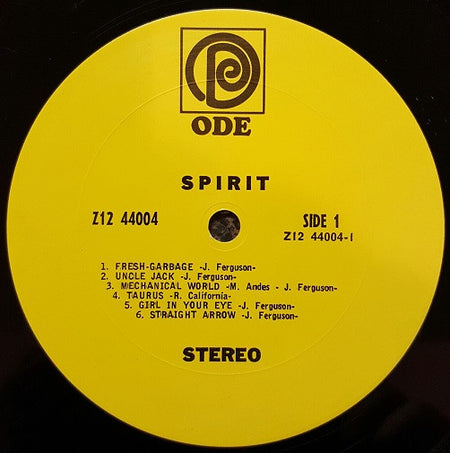 ODE
SPIRIT
Z12 44004
SIDE 1
Z12 44004-1
1. FRESH-GARBAGE -J. Ferguson-
2. UNCLE JACK -J. Ferguson-
3. MECHANICAL WORLD -M. Andes - J. Ferguson-
4. TAURUS -R. California-
5. GIRL IN YOUR EYE -J. Ferguson-
6. STRAIGHT ARROW -J. Ferguson-
STEREO